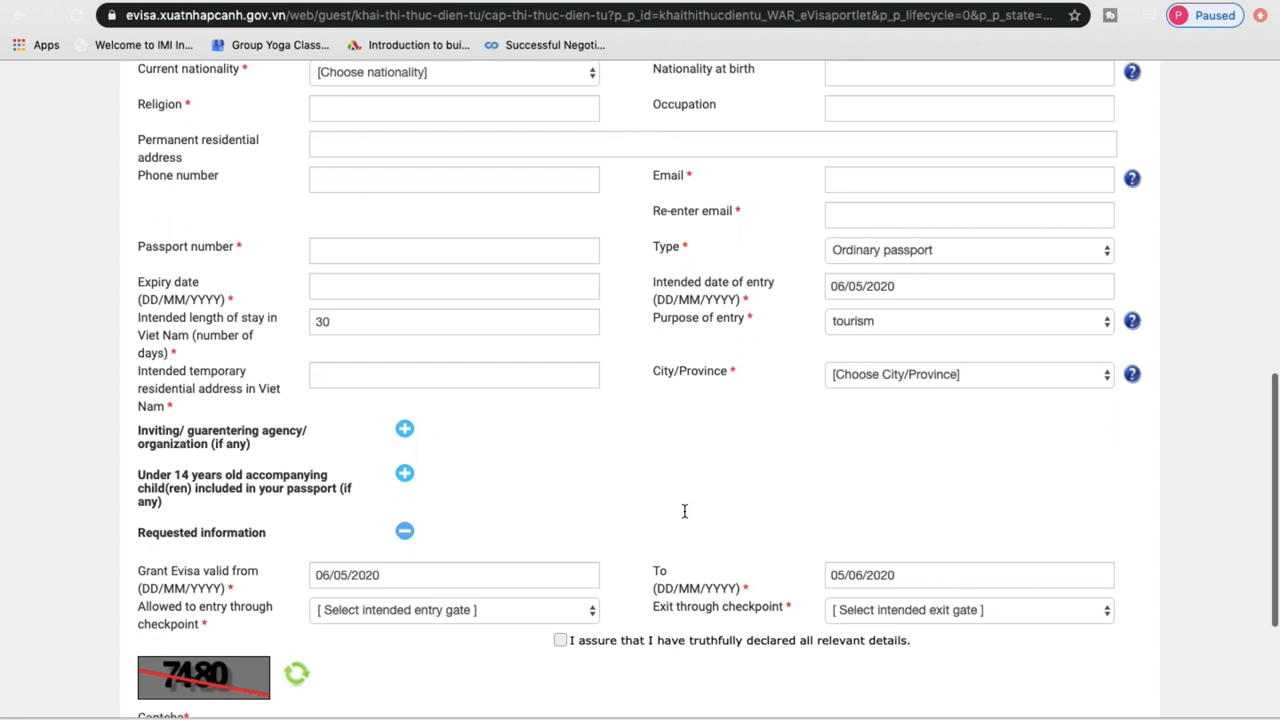 evisa.xuatnhapcanh.gov.vn/web/guest/khai-thi-thuc-dien-tu/cap-thi-thuc-dien-tu?p_p_id=khaithithucdientu_WAR_eVisaportlet&p_p_lifecycle=0&p_p_state=...
P Paused
Apps Welcome to IMI In... Group Yoga Class... Introduction to bui... Successful Negoti...
Current nationality * [Choose nationality] Nationality at birth ?
Religion * Occupation
Permanent residential
address
Phone number Email * ?
Re-enter email *
Passport number * Type * Ordinary passport
Expiry date Intended date of entry 06/05/2020
(DD/MM/YYYY) * (DD/MM/YYYY) *
Intended length of stay in 30 Purpose of entry * tourism ?
Viet Nam (number of
days) *
Intended temporary City/Province * [Choose City/Province] ?
residential address in Viet
Nam *
Inviting/ guarentering agency/
organization (if any)
Under 14 years old accompanying
child(ren) included in your passport (if
any)
Requested information
Grant Evisa valid from 06/05/2020 To 05/06/2020
(DD/MM/YYYY) * (DD/MM/YYYY) *
Allowed to entry through [ Select intended entry gate ] Exit through checkpoint * [ Select intended exit gate ]
checkpoint *
I assure that I have truthfully declared all relevant details.
7480
Captcha*